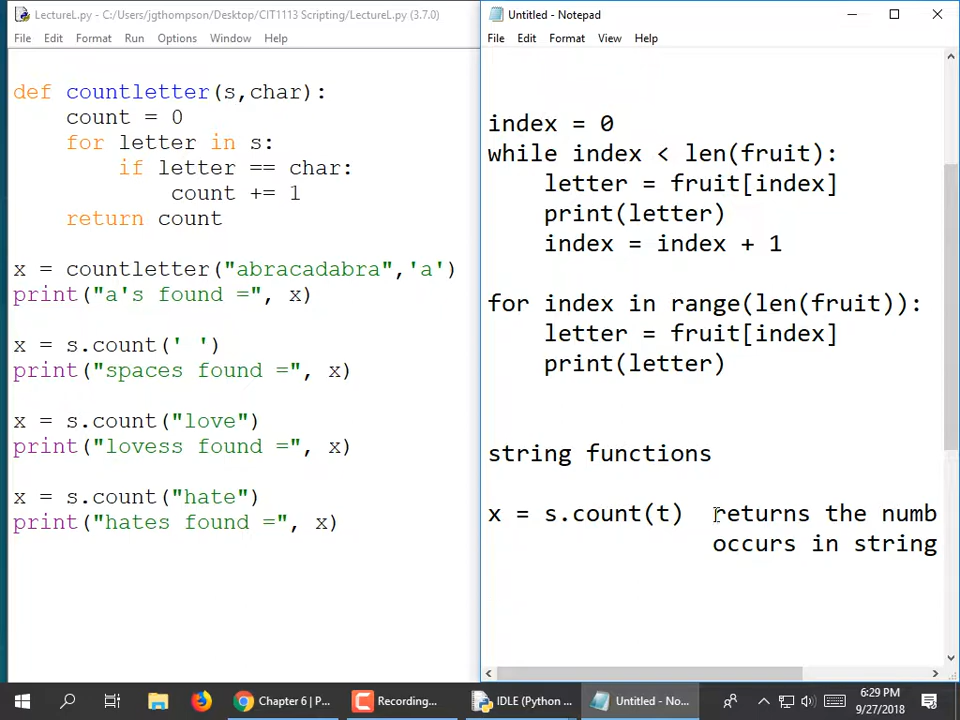 LectureL.py - C:/Users/jgthompson/Desktop/CIT1113 Scripting/LectureL.py (3.7.0)
File Edit Format Run Options Window Help
def countletter(s,char):
    count = 0
    for letter in s:
        if letter == char:
            count += 1
    return count
x = countletter("abracadabra",'a')
print("a's found =", x)
x = s.count(' ')
print("spaces found =", x)
x = s.count("love")
print("lovess found =", x)
x = s.count("hate")
print("hates found =", x)
Untitled - Notepad
File Edit Format View Help
index = 0
while index < len(fruit):
      letter = fruit[index]
      print(letter)
      index = index + 1
for index in range(len(fruit)):
      letter = fruit[index]
      print(letter)
string functions
x = s.count(t)   returns the numb
                        occurs in string
Chapter 6 | P...
Recording...
IDLE (Python ...
Untitled - No...
6:29 PM
9/27/2018